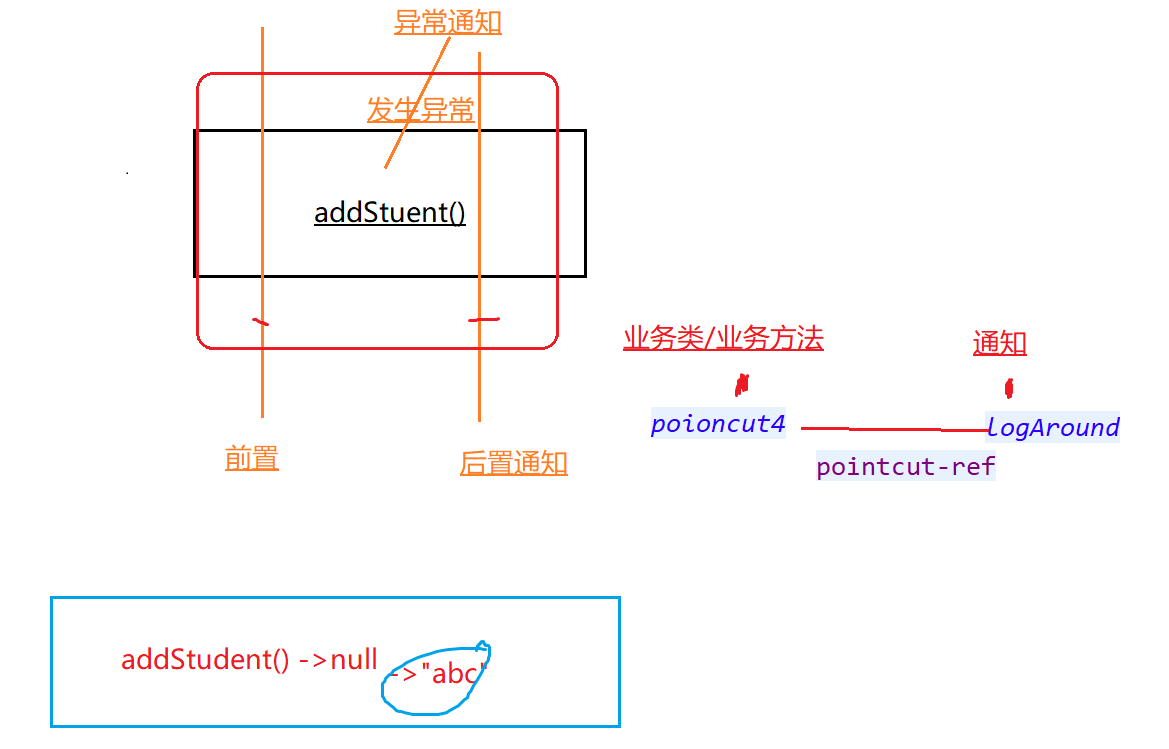 异常通知
发生异常
addStuent()
业务类/业务方法
通知
poioncut4
logAround
pointcut-ref
前置
后置通知
addStudent() ->null
->"abc"